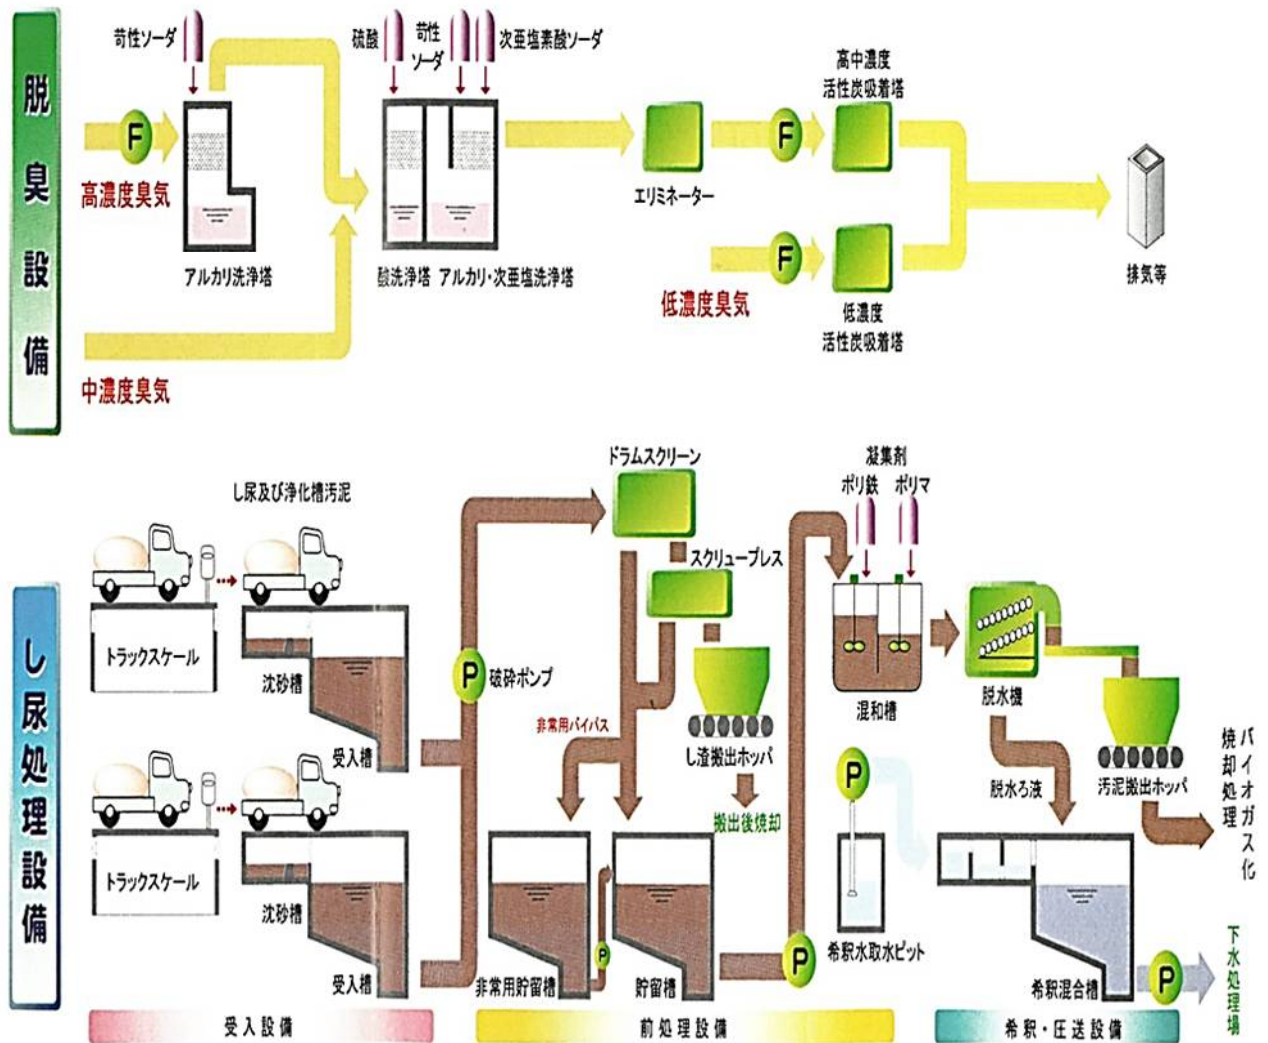 脱臭設備
苛性ソーダ
硫酸
苛性
ソーダ
次亜塩素酸ソーダ
高中濃度
活性炭吸着塔
F
F
高濃度臭気
エリミネーター
アルカリ洗浄塔
酸洗浄塔
アルカリ・次亜塩洗浄塔
F
低濃度臭気
排気等
低濃度
活性炭吸着塔
中濃度臭気
し尿処理設備
し尿及び浄化槽汚泥
ドラムスクリーン
凝集剤
ポリ鉄
ポリマ
スクリュープレス
トラックスケール
沈砂槽
受入槽
P
破砕ポンプ
非常用バイパス
し渣搬出ホッパ
搬出後焼却
混和槽
脱水機
脱水ろ液
汚泥搬出ホッパ
バイオガス化
焼却処理
トラックスケール
沈砂槽
受入槽
P
非常用貯留槽
貯留槽
P
P
希釈水取水ピット
希釈混合槽
P
下水処理場
受入設備
前処理設備
希釈・圧送設備